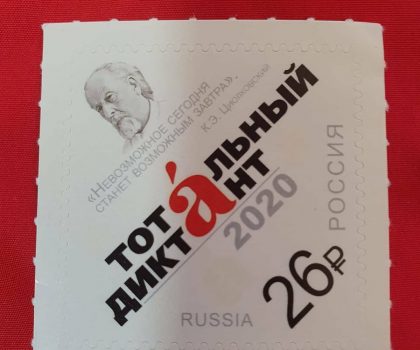 «Невозможное сегодня
станет возможным завтра».
К.Э. Циолковский
тотальный
диктант
2020
26₽
РОССИЯ
RUSSIA